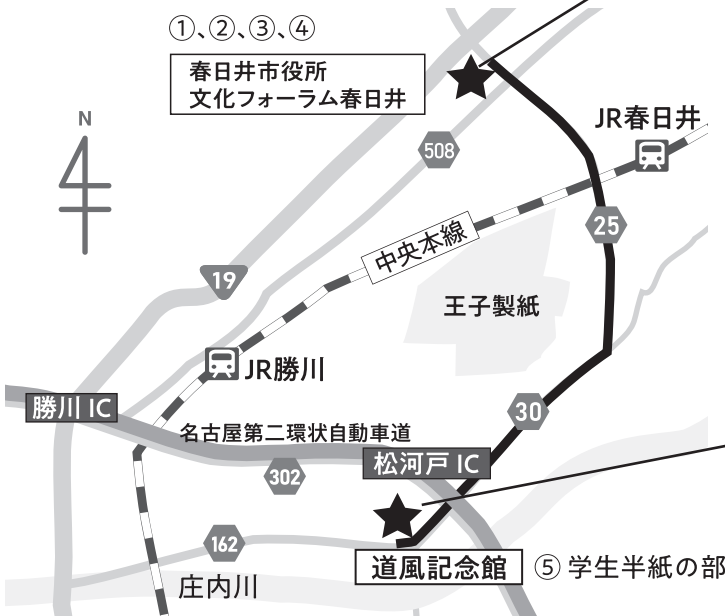 ①、②、③、④
春日井市役所
文化フォーラム春日井
N
JR春日井
508
25
中央本線
19
王子製紙
JR勝川
勝川 IC
30
名古屋第二環状自動車道
松河戸 IC
302
162
道風記念館
⑤ 学生半紙の部
庄内川